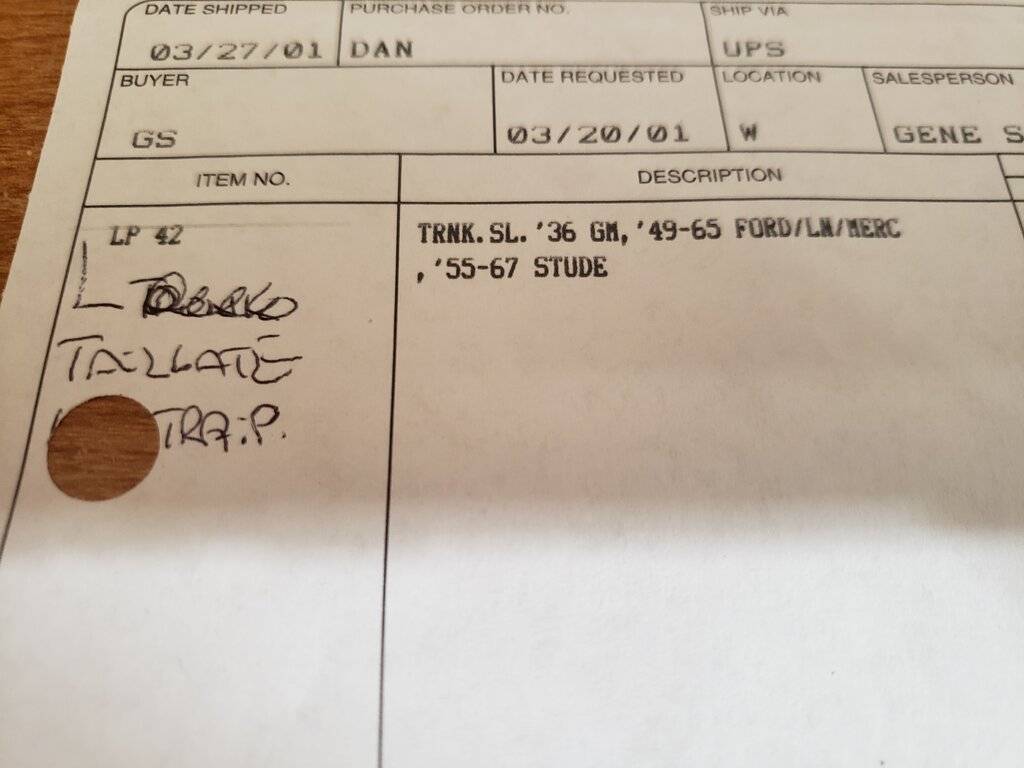 DATE SHIPPED PURCHASE ORDER NO. SHIP VIA
03/27/01 DAN UPS
BUYER DATE REQUESTED LOCATION SALESPERSON
GS 03/20/01 W GENE S
ITEM NO. DESCRIPTION
LP 42 TRNK.SL.'36 GM,'49-65 FORD/LN/MERC
,'55-67 STUDE
TAILGATE